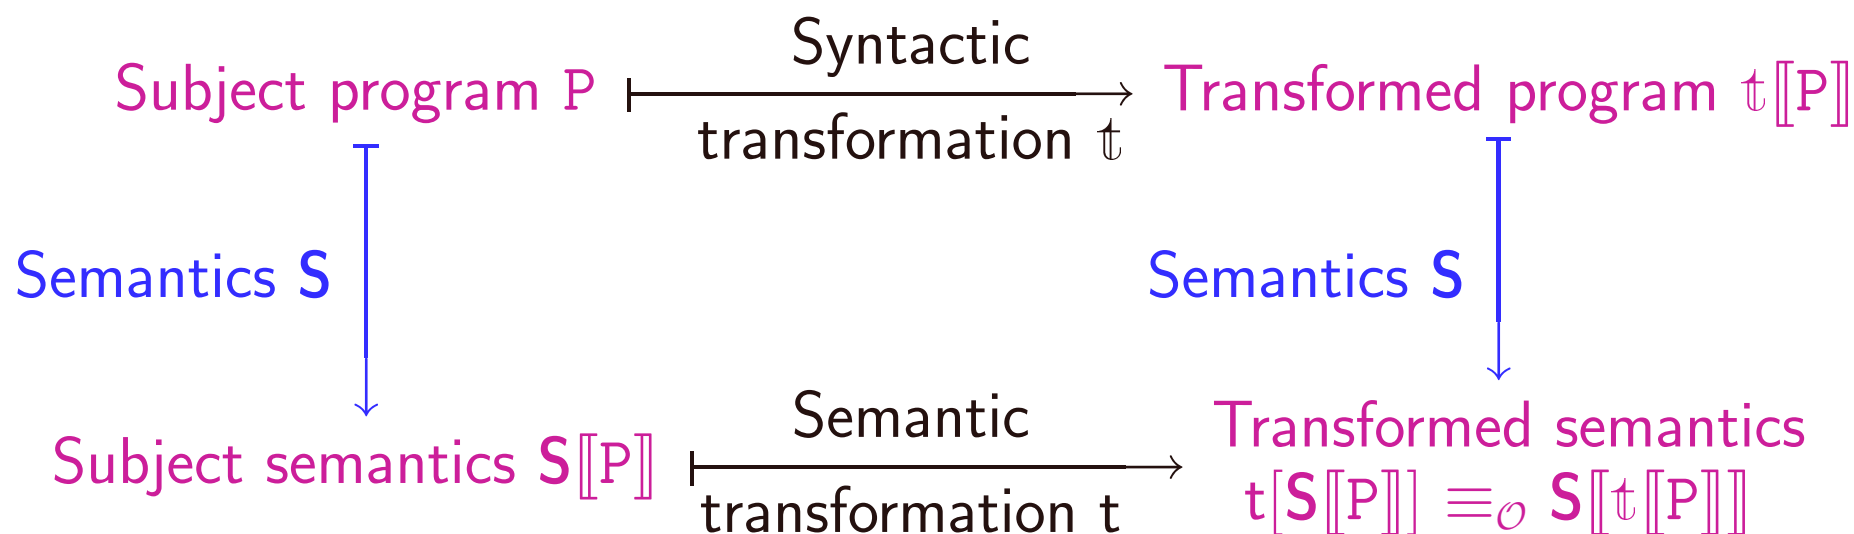 Syntactic
Subject program P
Transformed program 𝕥⟦P⟧
transformation 𝕥
Semantics S
Semantics S
Semantic
Transformed semantics
Subject semantics S⟦P⟧
t[S⟦P⟧] ≡𝒪 S⟦𝕥⟦P⟧⟧
transformation t